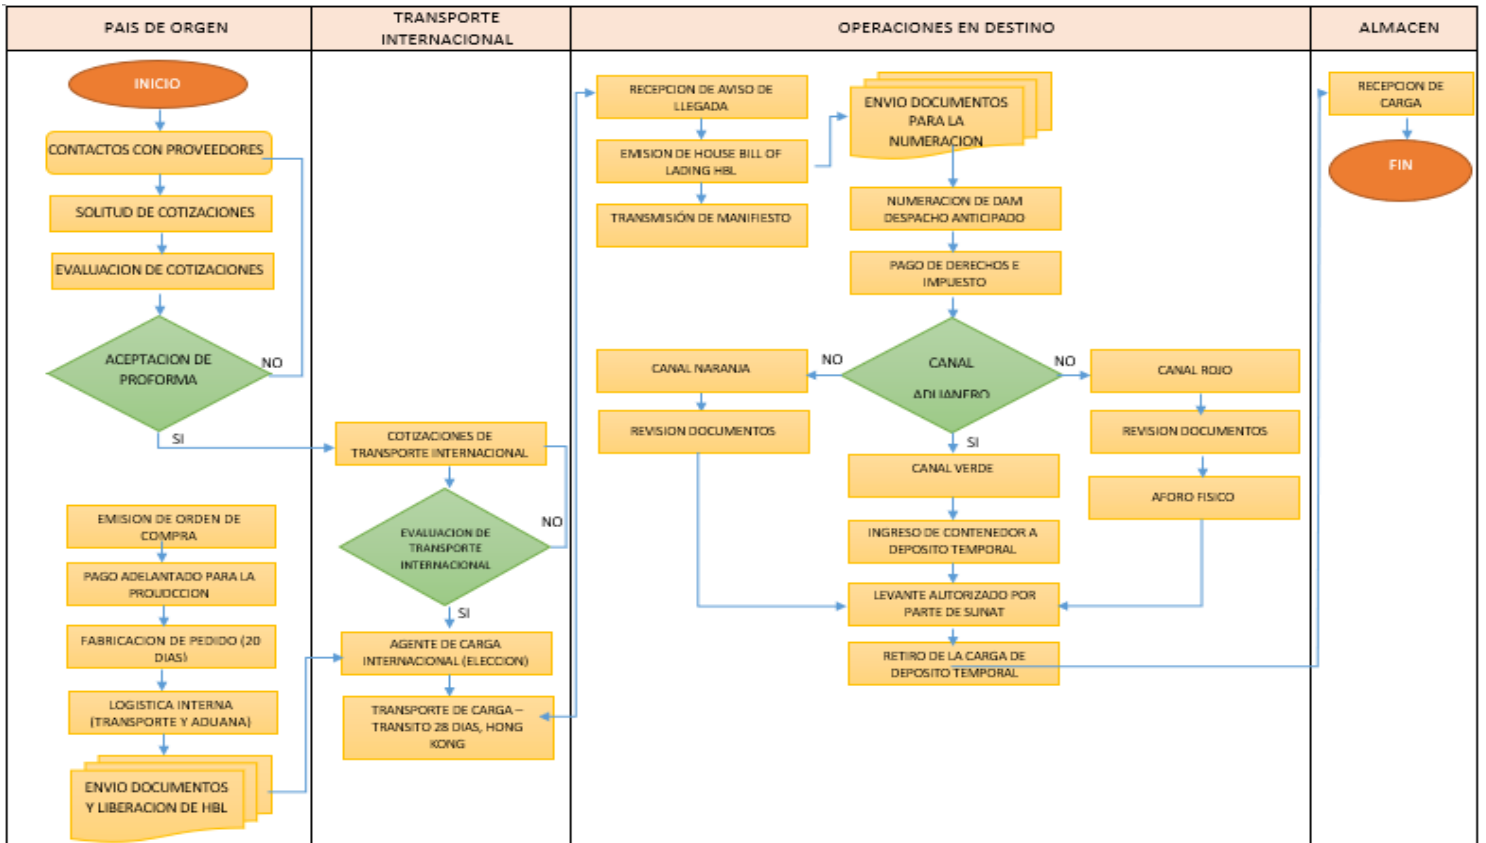 PAIS DE ORGEN
TRANSPORTE
INTERNACIONAL
OPERACIONES EN DESTINO
ALMACEN
INICIO
CONTACTOS CON PROVEEDORES
SOLITUD DE COTIZACIONES
EVALUACION DE COTIZACIONES
ACEPTACION DE
PROFORMA
NO
SI
EMISION DE ORDEN DE
COMPRA
PAGO ADELANTADO PARA LA
PROUDCCION
FABRICACION DE PEDIDO (20
DIAS)
LOGISTICA INTERNA
(TRANSPORTE Y ADUANA)
ENVIO DOCUMENTOS
Y LIBERACION DE HBL
COTIZACIONES DE
TRANSPORTE INTERNACIONAL
EVALUACION DE
TRANSPORTE
INTERNACIONAL
NO
SI
AGENTE DE CARGA
INTERNACIONAL (ELECCION)
TRANSPORTE DE CARGA –
TRANSITO 28 DIAS, HONG
KONG
RECEPCION DE AVISO DE
LLEGADA
EMISION DE HOUSE BILL OF
LADING HBL
TRANSMISIÓN DE MANIFIESTO
ENVIO DOCUMENTOS
PARA LA
NUMERACION
NUMERACION DE DAM
DESPACHO ANTICIPADO
PAGO DE DERECHOS E
IMPUESTO
CANAL
ADUANERO
NO
NO
SI
CANAL NARANJA
REVISION DOCUMENTOS
CANAL VERDE
INGRESO DE CONTENEDOR A
DEPOSITO TEMPORAL
LEVANTE AUTORIZADO POR
PARTE DE SUNAT
RETIRO DE LA CARGA DE
DEPOSITO TEMPORAL
CANAL ROJO
REVISION DOCUMENTOS
AFORO FISICO
RECEPCION DE
CARGA
FIN